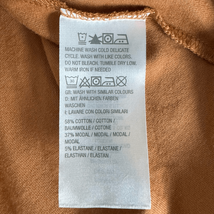 MACHINE WASH COLD DELICATE
CYCLE. WASH WITH LIKE COLORS.
DO NOT BLEACH. TUMBLE DRY LOW.
WARM IRON IF NEEDED.
GB. WASH WITH SIMILAR COLOURS
D. MIT ÄHNLICHEN FARBEN
WASCHEN
I. LAVARE CON COLORI SIMILI
58% COTTON / COTTON /
BAUMWOLLE / COTONE
37% MODAL / MODAL / MODAL /
MODAL
5% ELASTANE / ELASTHANNE /
ELASTHAN / ELASTAN